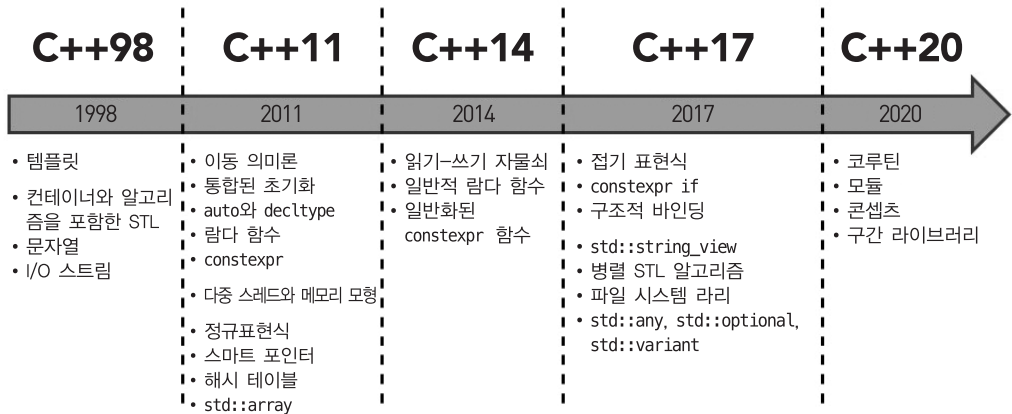 C++98
C++11
C++14
C++17
C++20
1998
2011
2014
2017
2020
• 템플릿
• 컨테이너와 알고리
즘을 포함한 STL
• 문자열
• I/O 스트림
• 이동 의미론
• 통합된 초기화
• auto와 decltype
• 람다 함수
• constexpr
• 다중 스레드와 메모리 모형
• 정규표현식
• 스마트 포인터
• 해시 테이블
• std::array
• 읽기-쓰기 자물쇠
• 일반적 람다 함수
• 일반화된
constexpr 함수
• 접기 표현식
• constexpr if
• 구조적 바인딩
• std::string_view
• 병렬 STL 알고리즘
• 파일 시스템 라리
• std::any, std::optional,
std::variant
• 코루틴
• 모듈
• 콘셉츠
• 구간 라이브러리